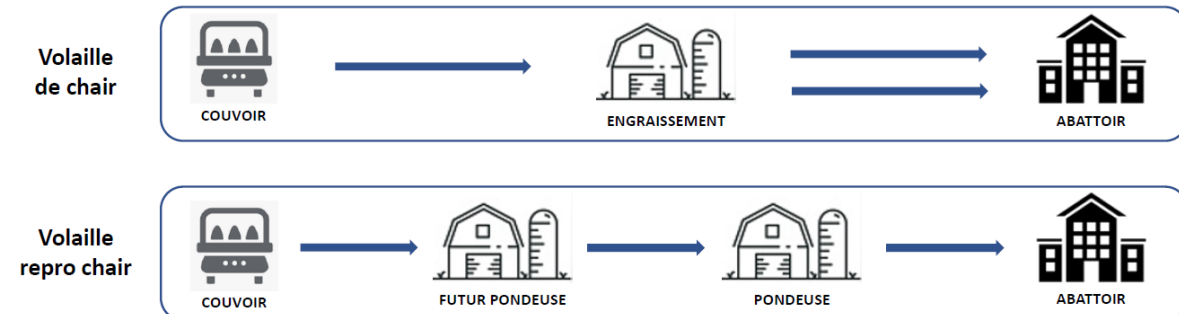 Volaille
de chair
COUVOIR
ENGRAISSEMENT
ABATTOIR
Volaille
repro chair
COUVOIR
FUTUR PONDEUSE
PONDEUSE
ABATTOIR